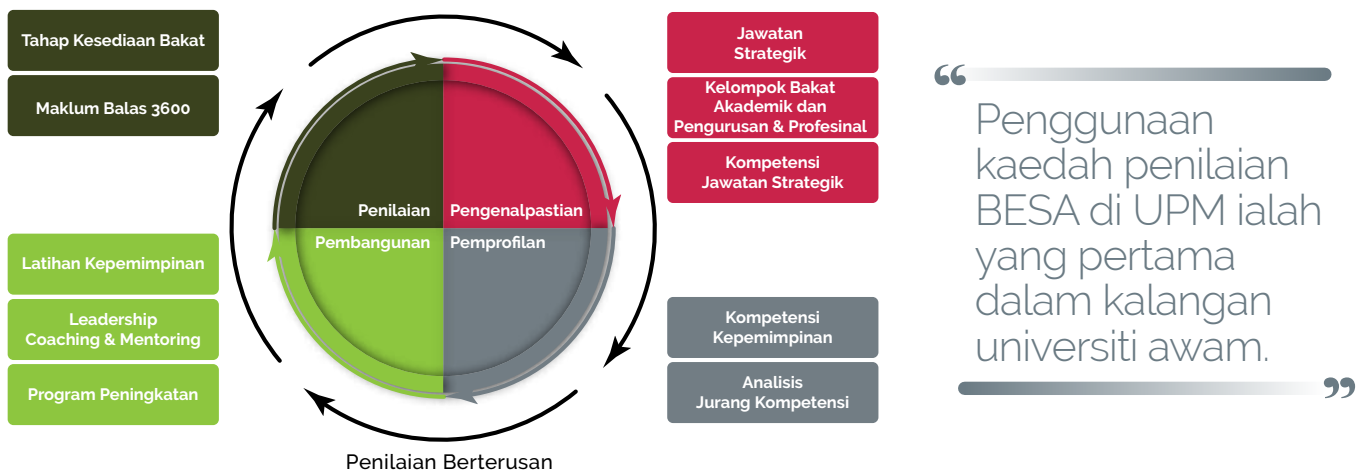 Tahap Kesediaan Bakat
Maklum Balas 3600
Latihan Kepemimpinan
Leadership
Coaching & Mentoring
Program Peningkatan
Penilaian
Pengenalpastian
Pembangunan
Pemprofilan
Penilaian Berterusan
Jawatan
Strategik
Kelompok Bakat
Akademik dan
Pengurusan & Profesinal
Kompetensi
Jawatan Strategik
Kompetensi
Kepemimpinan
Analisis
Jurang Kompetensi
“
Penggunaan
kaedah penilaian
BESA di UPM ialah
yang pertama
dalam kalangan
universiti awam.
”